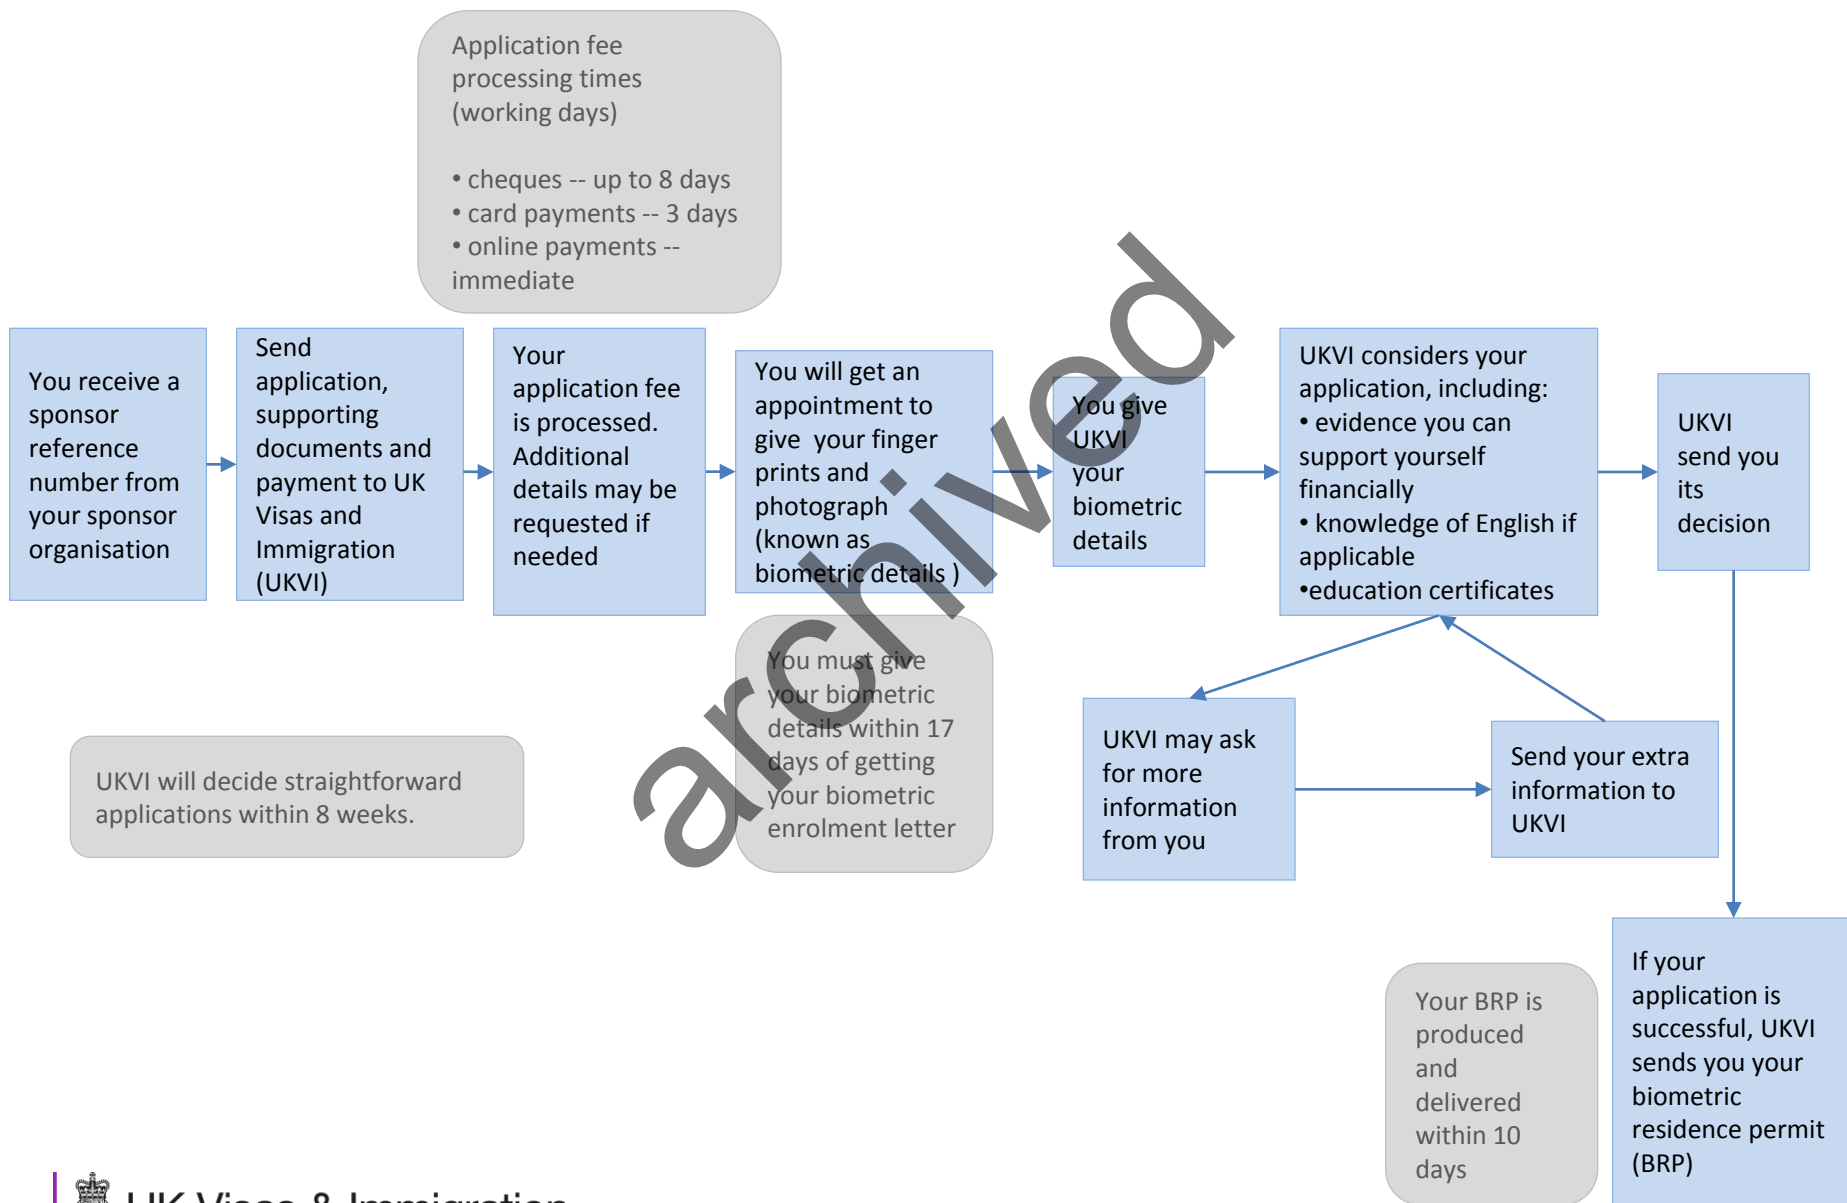 Application fee
processing times
(working days)
• cheques -- up to 8 days
• card payments -- 3 days
• online payments --
immediate
You receive a
sponsor
reference
number from
your sponsor
organisation
Send
application,
supporting
documents and
payment to UK
Visas and
Immigration
(UKVI)
Your
application fee
is processed.
Additional
details may be
requested if
needed
You will get an
appointment to
give  your finger
prints and
photograph
(known as
biometric details )
You give
UKVI
your
biometric
details
UKVI considers your
application, including:
• evidence you can
support yourself
financially
• knowledge of English if
applicable
•education certificates
UKVI
send you
its
decision
archived
You must give
your biometric
details within 17
days of getting
your biometric
enrolment letter
UKVI will decide straightforward
applications within 8 weeks.
UKVI may ask
for more
information
from you
Send your extra
information to
UKVI
Your BRP is
produced
and
delivered
within 10
days
If your
application is
successful, UKVI
sends you your
biometric
residence permit
(BRP)
UK Visas & Immigration